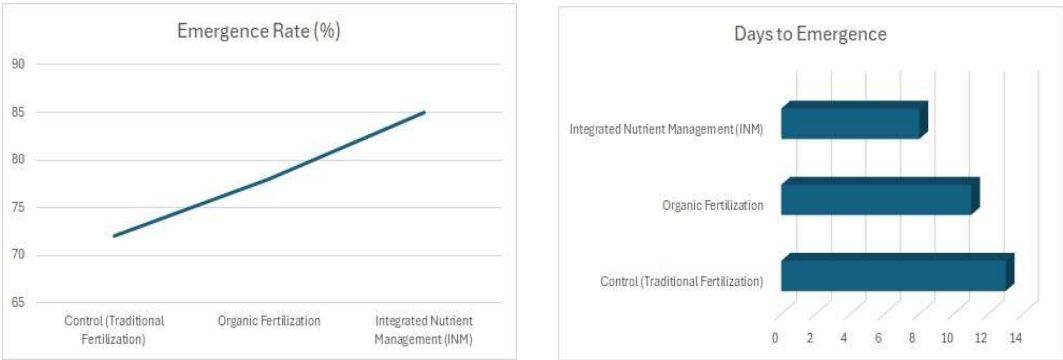 Emergence Rate (%)
90
85
80
75
70
65
Control (Traditional
Fertilization)
Organic Fertilization
Integrated Nutrient
Management (INM)
Days to Emergence
Integrated Nutrient Management (INM)
Organic Fertilization
Control (Traditional Fertilization)
0 2 4 6 8 10 12 14